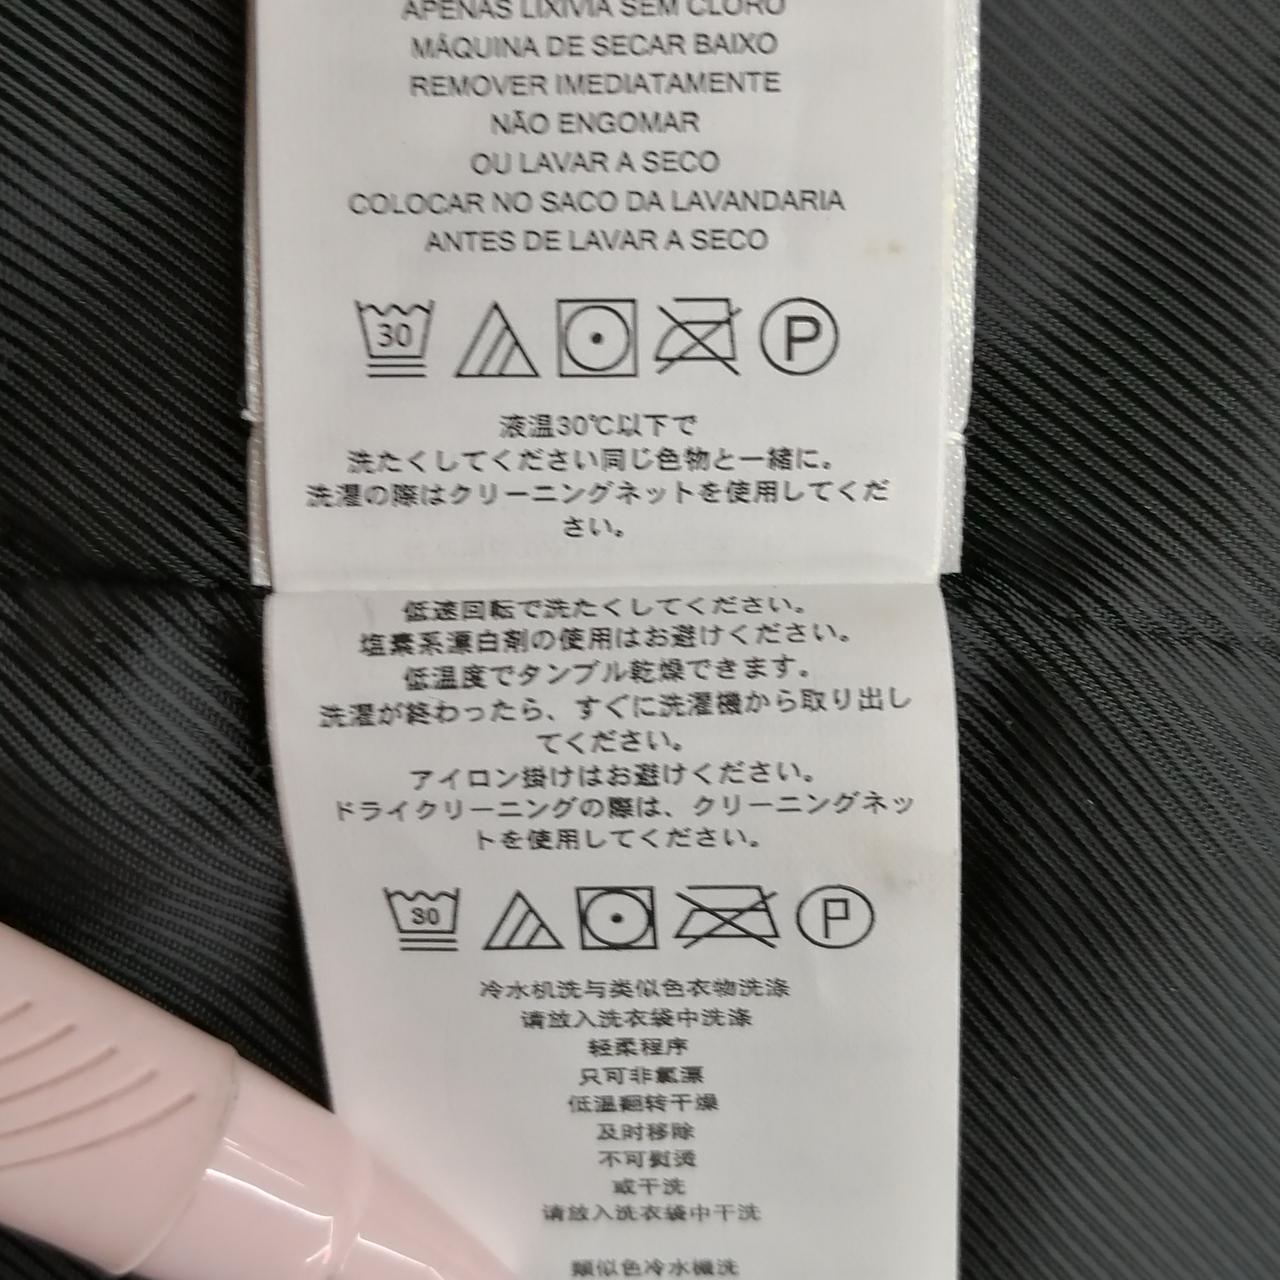 APENAS LIXÍVIA SEM CLORO
MÁQUINA DE SECAR BAIXO
REMOVER IMEDIATAMENTE
NÃO ENGOMAR
OU LAVAR A SECO
COLOCAR NO SACO DA LAVANDARIA
ANTES DE LAVAR A SECO
30 P
液温30℃以下で
洗たくしてください同じ色物と一緒に。
洗濯の際はクリーニングネットを使用してくだ
さい。
低速回転で洗たくしてください。
塩素系漂白剤の使用はお避けください。
低温度でタンブル乾燥できます。
洗濯が終わったら、すぐに洗濯機から取り出し
てください。
アイロン掛けはお避けください。
ドライクリーニングの際は、クリーニングネッ
トを使用してください。
30 P
冷水机洗与类似色衣物洗涤
请放入洗衣袋中洗涤
轻柔程序
只可非氯漂
低温翻转干燥
及时移除
不可熨烫
或干洗
请放入洗衣袋中干洗
類似色冷水機洗